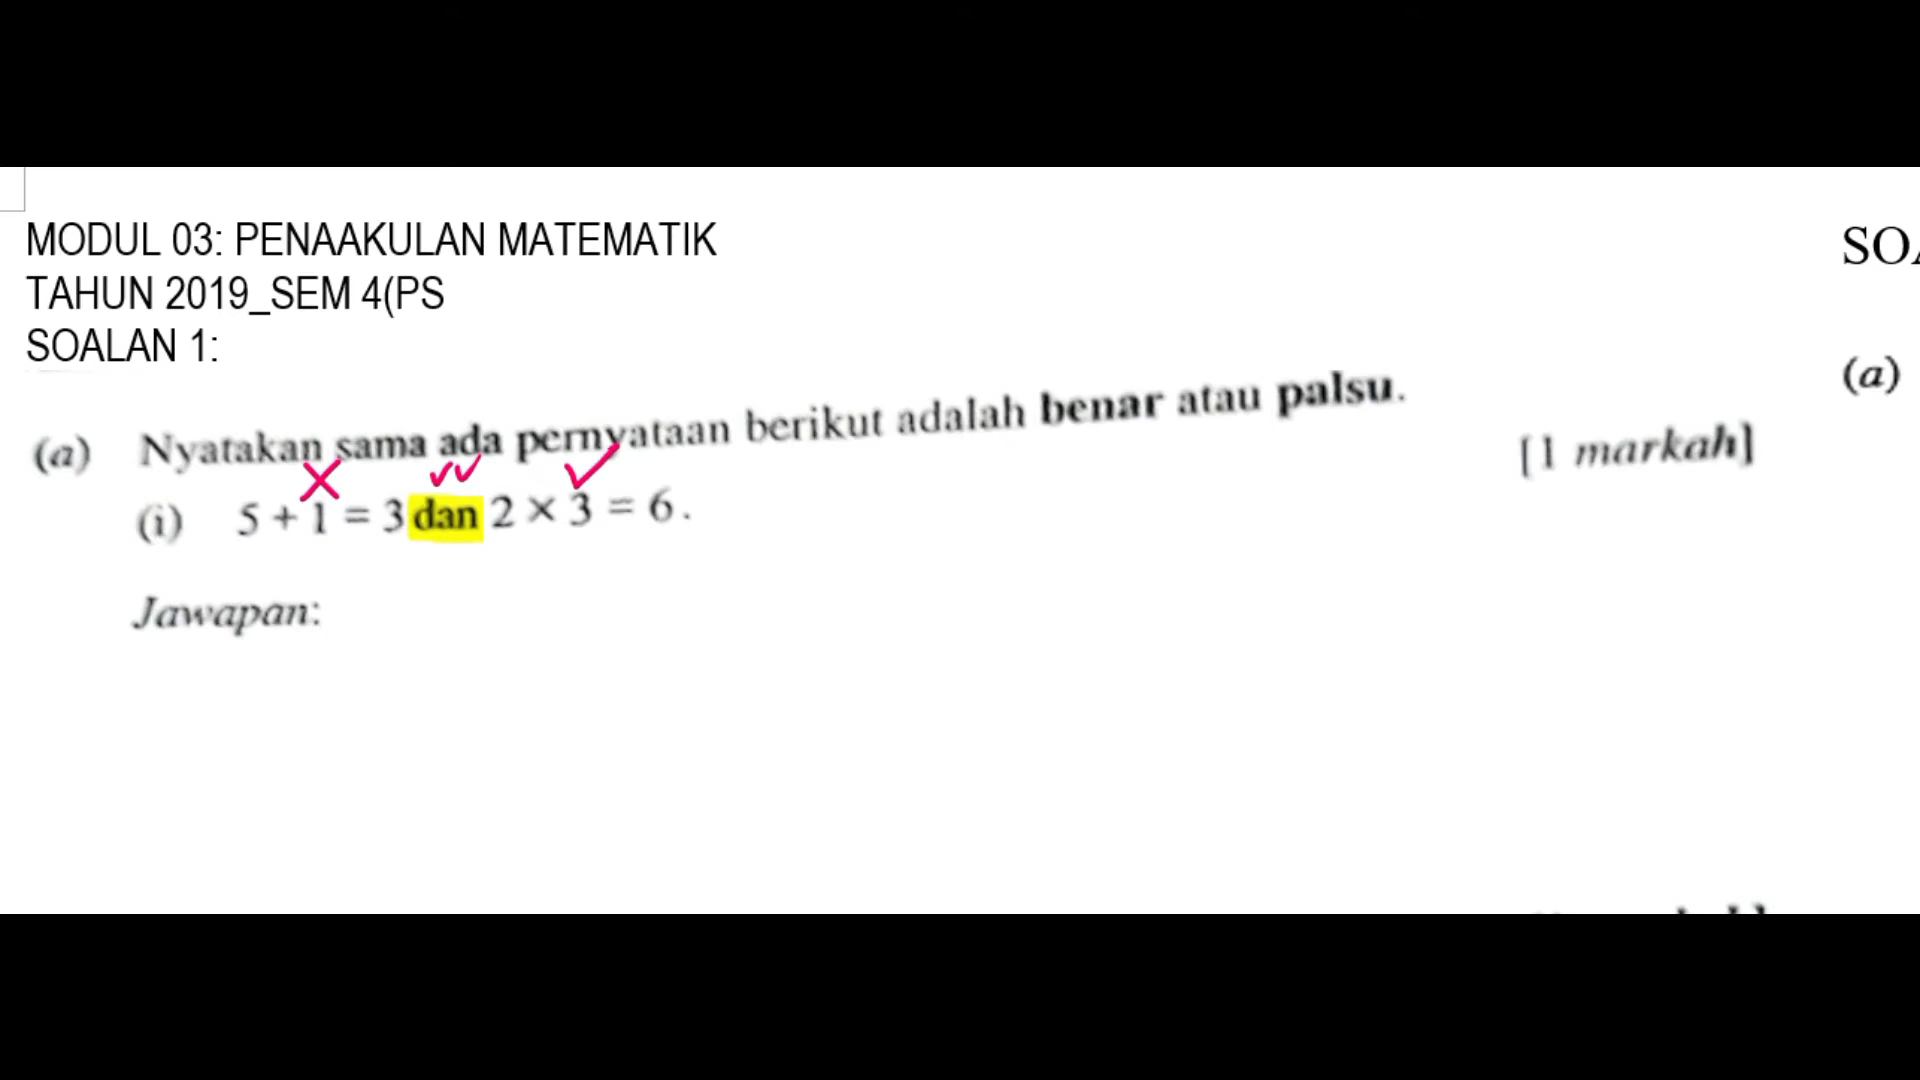 MODUL 03: PENAAKULAN MATEMATIK
TAHUN 2019_SEM 4(PS
SOALAN 1:
(a) Nyatakan sama ada pernyataan berikut adalah benar atau palsu.
[1 markah]
(i) 5 + 1 = 3 dan 2 × 3 = 6.
Jawapan:
SOA
(a)